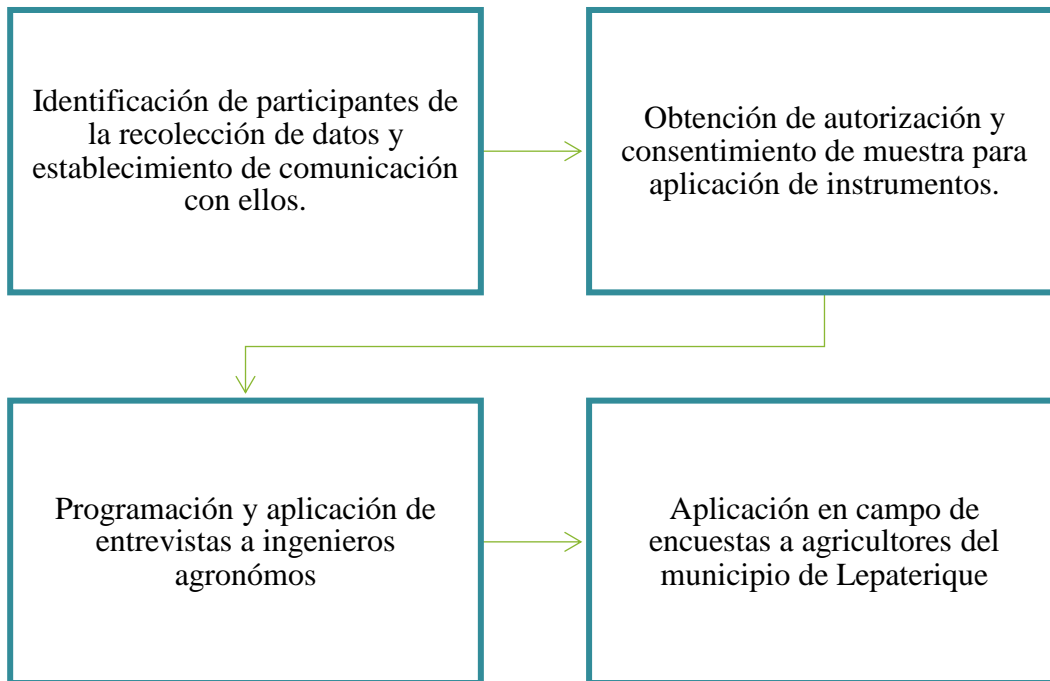 Identificación de participantes de
la recolección de datos y
establecimiento de comunicación
con ellos.
Obtención de autorización y
consentimiento de muestra para
aplicación de instrumentos.
Programación y aplicación de
entrevistas a ingenieros
agronómos
Aplicación en campo de
encuestas a agricultores del
municipio de Lepaterique